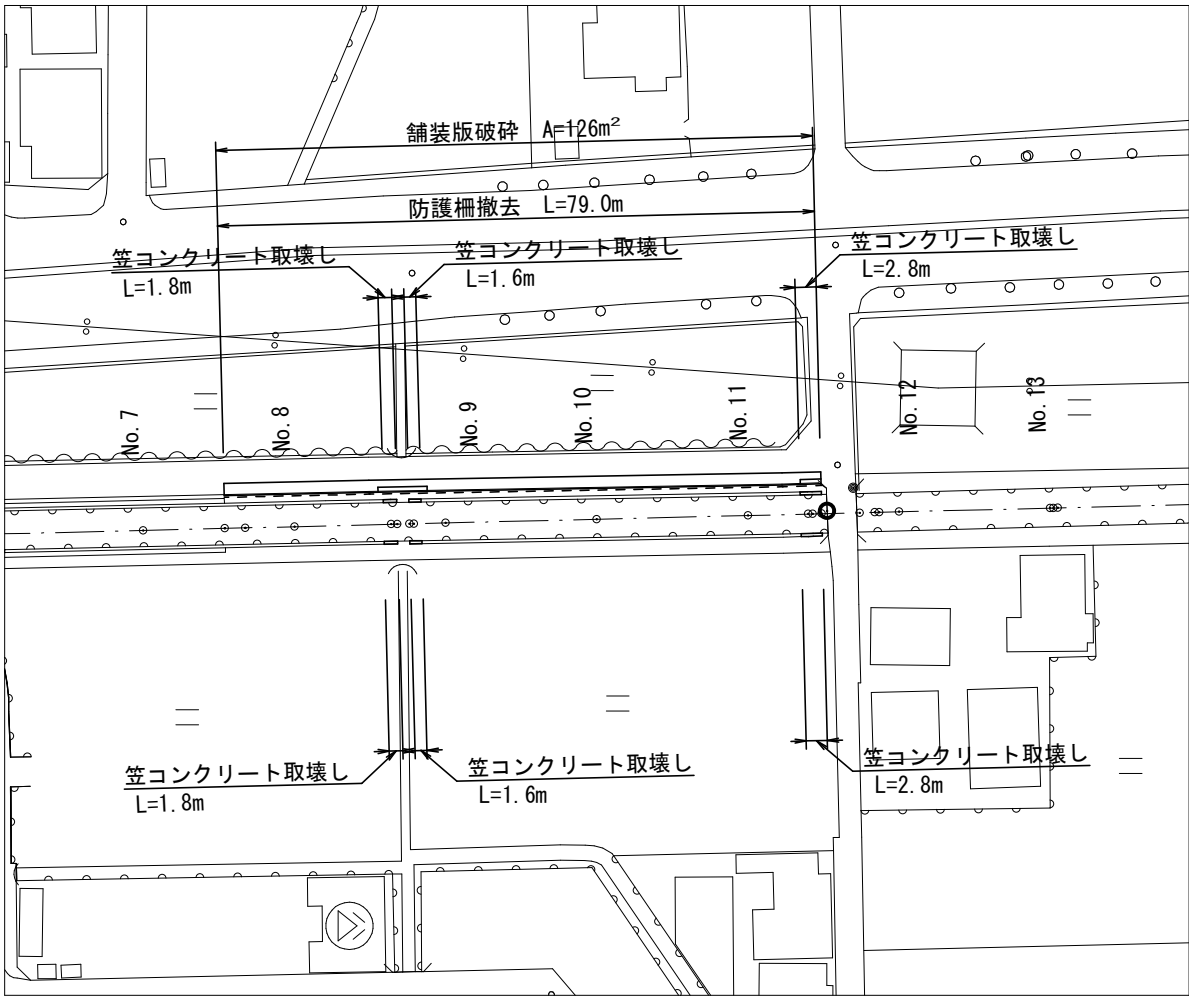 舗装版破砕 A=126m²
防護柵撤去 L=79.0m
笠コンクリート取壊し
L=1.8m
笠コンクリート取壊し
L=1.6m
笠コンクリート取壊し
L=2.8m
No.7
No.8
No.9
No.10
No.11
No.12
No.13
笠コンクリート取壊し
L=1.8m
笠コンクリート取壊し
L=1.6m
笠コンクリート取壊し
L=2.8m